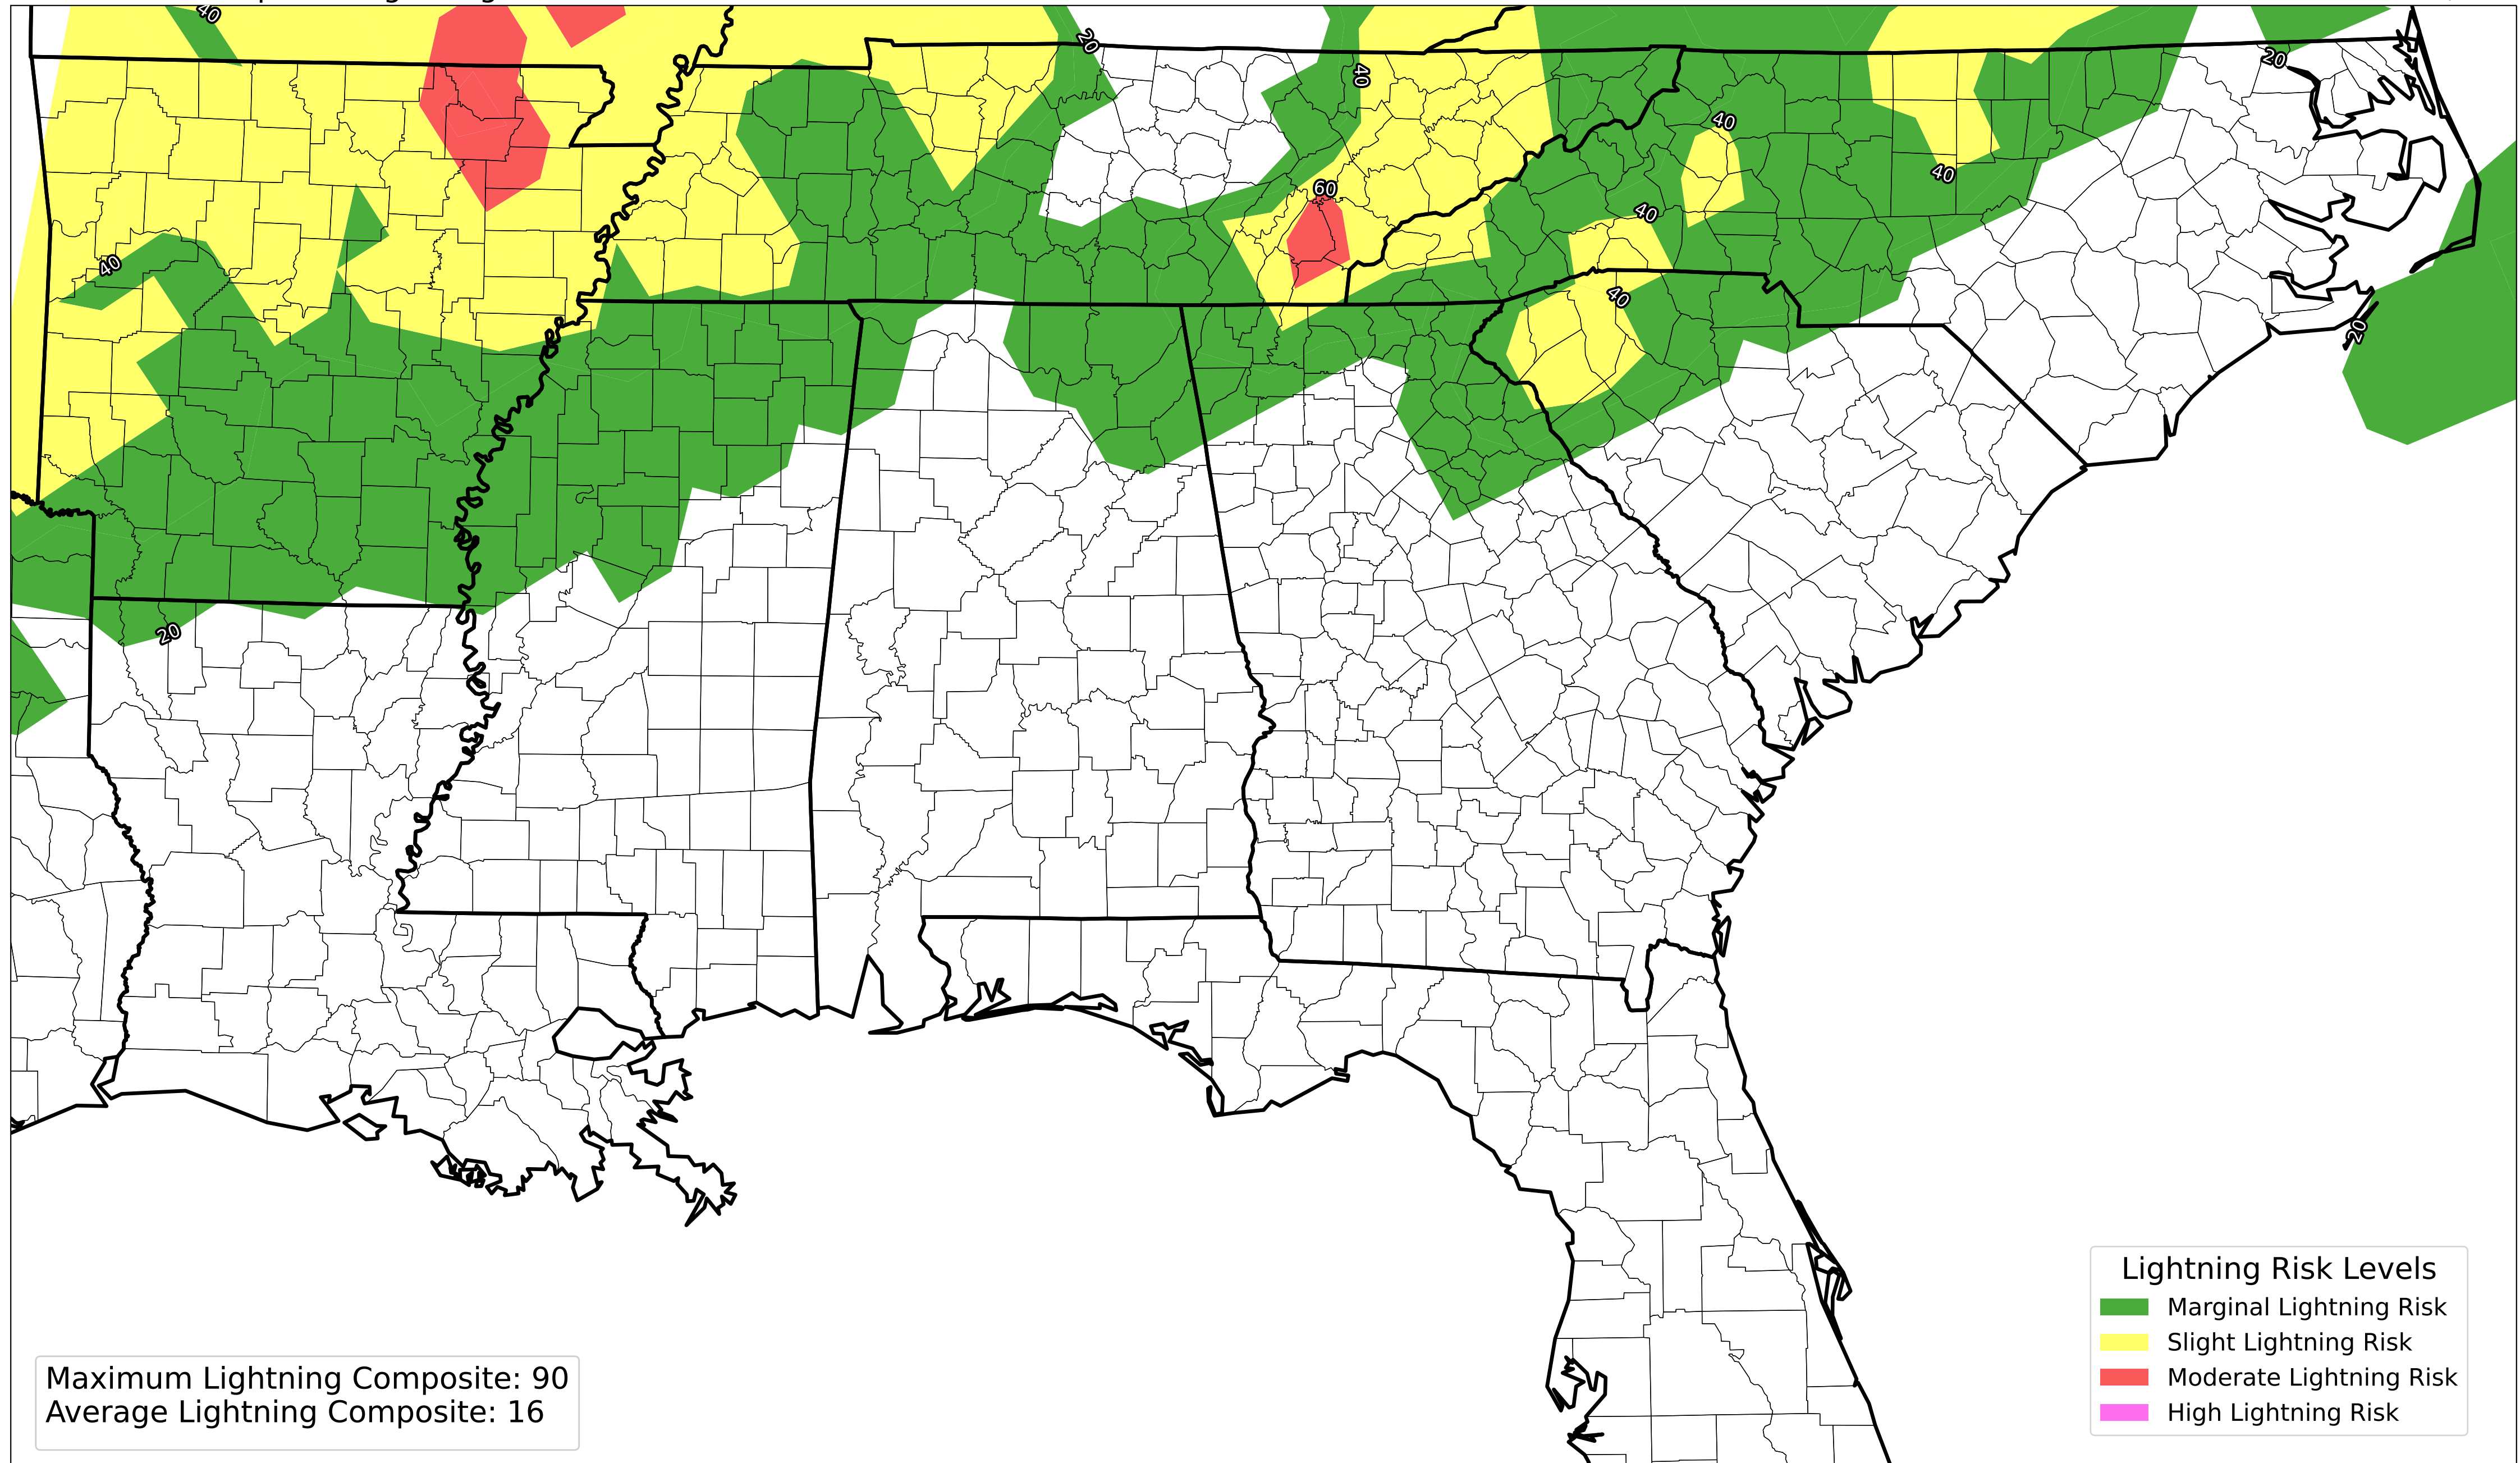 40
20
20
40
40
40
60
40
40
40
20
20
Lightning Risk Levels
Marginal Lightning Risk
Slight Lightning Risk
Moderate Lightning Risk
High Lightning Risk
Maximum Lightning Composite: 90
Average Lightning Composite: 16